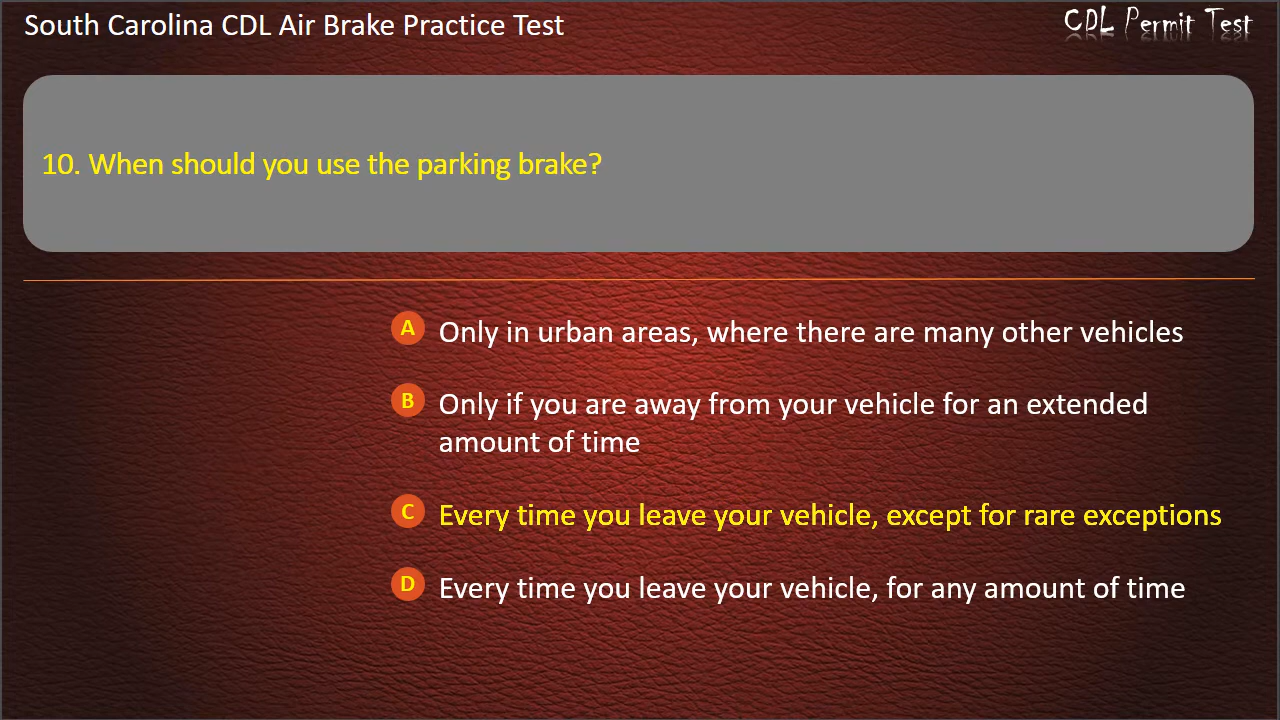 South Carolina CDL Air Brake Practice Test
CDL Permit Test
10. When should you use the parking brake?
A Only in urban areas, where there are many other vehicles
B Only if you are away from your vehicle for an extended
amount of time
C Every time you leave your vehicle, except for rare exceptions
D Every time you leave your vehicle, for any amount of time